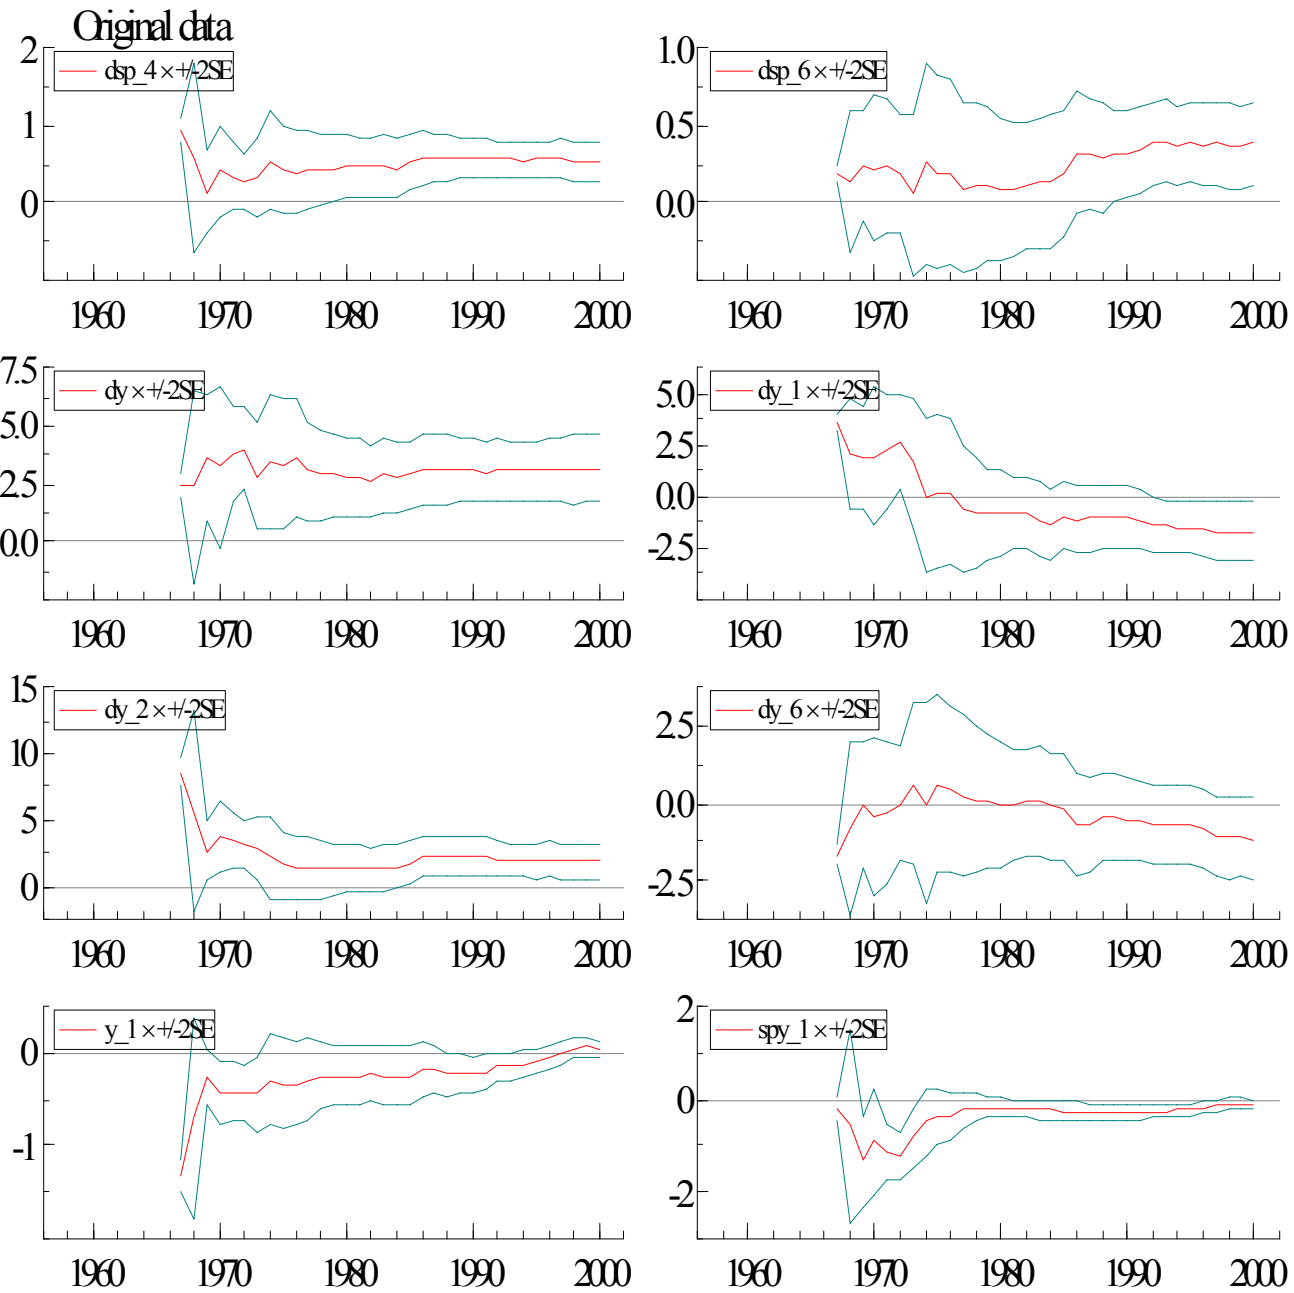 Original data
2 dsp_4 × +/-2SE
1
0
1960 1970 1980 1990 2000
1.0 dsp_6 × +/-2SE
0.5
0.0
1960 1970 1980 1990 2000
7.5 dy × +/-2SE
5.0
2.5
0.0
1960 1970 1980 1990 2000
dy_1 × +/-2SE
5.0
2.5
0.0
-2.5
1960 1970 1980 1990 2000
15 dy_2 × +/-2SE
10
5
0
1960 1970 1980 1990 2000
dy_6 × +/-2SE
2.5
0.0
-2.5
1960 1970 1980 1990 2000
y_1 × +/-2SE
0
-1
1960 1970 1980 1990 2000
2 spy_1 × +/-2SE
0
-2
1960 1970 1980 1990 2000